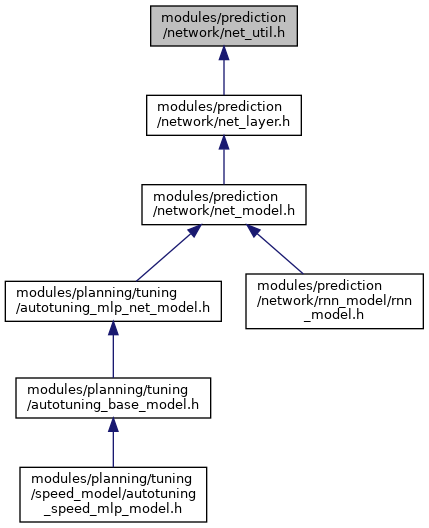 modules/prediction
/network/net_util.h
modules/prediction
/network/net_layer.h
modules/prediction
/network/net_model.h
modules/planning/tuning
/autotuning_mlp_net_model.h
modules/prediction
/network/rnn_model/rnn
_model.h
modules/planning/tuning
/autotuning_base_model.h
modules/planning/tuning
/speed_model/autotuning
_speed_mlp_model.h